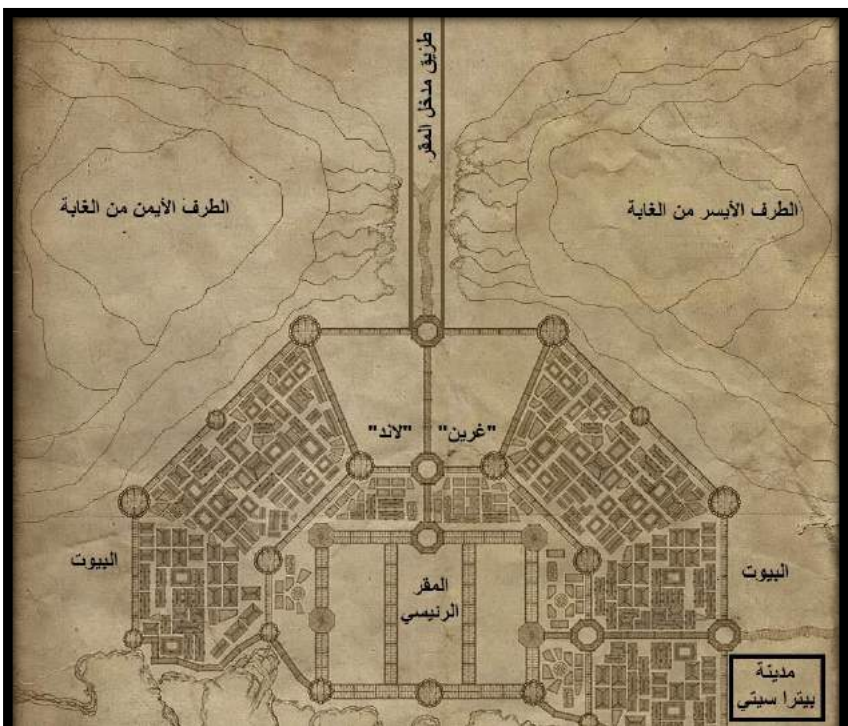 طريق مدخل المقر
الطرف الأيسر من الغابة
الطرف الأيمن من الغابة
"غرين" "لاند"
البيوت
البيوت
المقر
الرئيسي
مدينة
بيترا سيتي